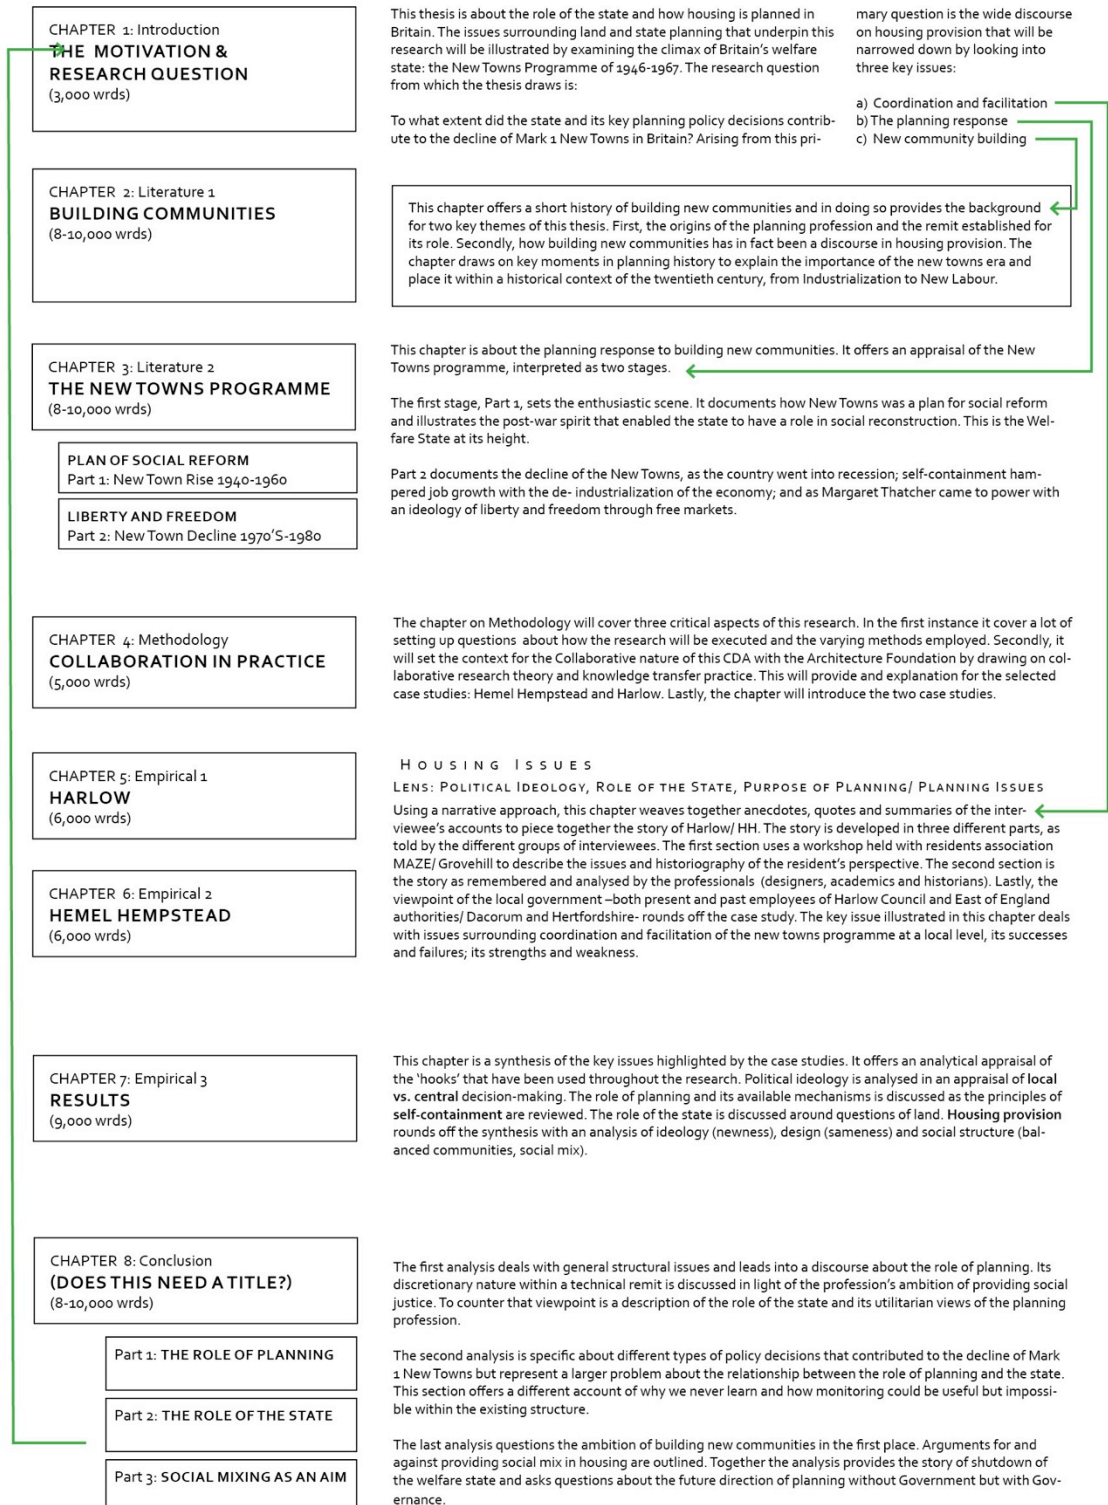 CHAPTER 1: Introduction
THE MOTIVATION &
RESEARCH QUESTION
(3,000 wrds)
This thesis is about the role of the state and how housing is planned in
Britain. The issues surrounding land and state planning that underpin this
research will be illustrated by examining the climax of Britain's welfare
state: the New Towns Programme of 1946-1967. The research question
from which the thesis draws is:
To what extent did the state and its key planning policy decisions contrib-
ute to the decline of Mark 1 New Towns in Britain? Arising from this pri-
mary question is the wide discourse
on housing provision that will be
narrowed down by looking into
three key issues:
a) Coordination and facilitation
b) The planning response
c) New community building
CHAPTER 2: Literature 1
BUILDING COMMUNITIES
(8-10,000 wrds)
This chapter offers a short history of building new communities and in doing so provides the background
for two key themes of this thesis. First, the origins of the planning profession and the remit established for
its role. Secondly, how building new communities has in fact been a discourse in housing provision. The
chapter draws on key moments in planning history to explain the importance of the new towns era and
place it within a historical context of the twentieth century, from Industrialization to New Labour.
CHAPTER 3: Literature 2
THE NEW TOWNS PROGRAMME
(8-10,000 wrds)
PLAN OF SOCIAL REFORM
Part 1: New Town Rise 1940-1960
LIBERTY AND FREEDOM
Part 2: New Town Decline 1970'S-1980
This chapter is about the planning response to building new communities. It offers an appraisal of the New
Towns programme, interpreted as two stages.
The first stage, Part 1, sets the enthusiastic scene. It documents how New Towns was a plan for social reform
and illustrates the post-war spirit that enabled the state to have a role in social reconstruction. This is the Wel-
fare State at its height.
Part 2 documents the decline of the New Towns, as the country went into recession; self-containment ham-
pered job growth with the de- industrialization of the economy; and as Margaret Thatcher came to power with
an ideology of liberty and freedom through free markets.
CHAPTER 4: Methodology
COLLABORATION IN PRACTICE
(5,000 wrds)
The chapter on Methodology will cover three critical aspects of this research. In the first instance it cover a lot of
setting up questions about how the research will be executed and the varying methods employed. Secondly, it
will set the context for the Collaborative nature of this CDA with the Architecture Foundation by drawing on col-
laborative research theory and knowledge transfer practice. This will provide and explanation for the selected
case studies: Hemel Hempstead and Harlow. Lastly, the chapter will introduce the two case studies.
CHAPTER 5: Empirical 1
HARLOW
(6,000 wrds)
CHAPTER 6: Empirical 2
HEMEL HEMPSTEAD
(6,000 wrds)
HOUSING ISSUES
LENS: POLITICAL IDEOLOGY, ROLE OF THE STATE, PURPOSE OF PLANNING/ PLANNING ISSUES
Using a narrative approach, this chapter weaves together anecdotes, quotes and summaries of the inter-
viewee's accounts to piece together the story of Harlow/ HH. The story is developed in three different parts, as
told by the different groups of interviewees. The first section uses a workshop held with residents association
MAZE/ Grovehill to describe the issues and historiography of the resident's perspective. The second section is
the story as remembered and analysed by the professionals (designers, academics and historians). Lastly, the
viewpoint of the local government –both present and past employees of Harlow Council and East of England
authorities/ Dacorum and Hertfordshire- rounds off the case study. The key issue illustrated in this chapter deals
with issues surrounding coordination and facilitation of the new towns programme at a local level, its successes
and failures; its strengths and weakness.
CHAPTER 7: Empirical 3
RESULTS
(9,000 wrds)
This chapter is a synthesis of the key issues highlighted by the case studies. It offers an analytical appraisal of
the 'hooks' that have been used throughout the research. Political ideology is analysed in an appraisal of local
vs. central decision-making. The role of planning and its available mechanisms is discussed as the principles of
self-containment are reviewed. The role of the state is discussed around questions of land. Housing provision
rounds off the synthesis with an analysis of ideology (newness), design (sameness) and social structure (bal-
anced communities, social mix).
CHAPTER 8: Conclusion
(DOES THIS NEED A TITLE?)
(8-10,000 wrds)
Part 1: THE ROLE OF PLANNING
Part 2: THE ROLE OF THE STATE
Part 3: SOCIAL MIXING AS AN AIM
The first analysis deals with general structural issues and leads into a discourse about the role of planning. Its
discretionary nature within a technical remit is discussed in light of the profession's ambition of providing social
justice. To counter that viewpoint is a description of the role of the state and its utilitarian views of the planning
profession.
The second analysis is specific about different types of policy decisions that contributed to the decline of Mark
1 New Towns but represent a larger problem about the relationship between the role of planning and the state.
This section offers a different account of why we never learn and how monitoring could be useful but impossi-
ble within the existing structure.
The last analysis questions the ambition of building new communities in the first place. Arguments for and
against providing social mix in housing are outlined. Together the analysis provides the story of shutdown of
the welfare state and asks questions about the future direction of planning without Government but with Gov-
ernance.